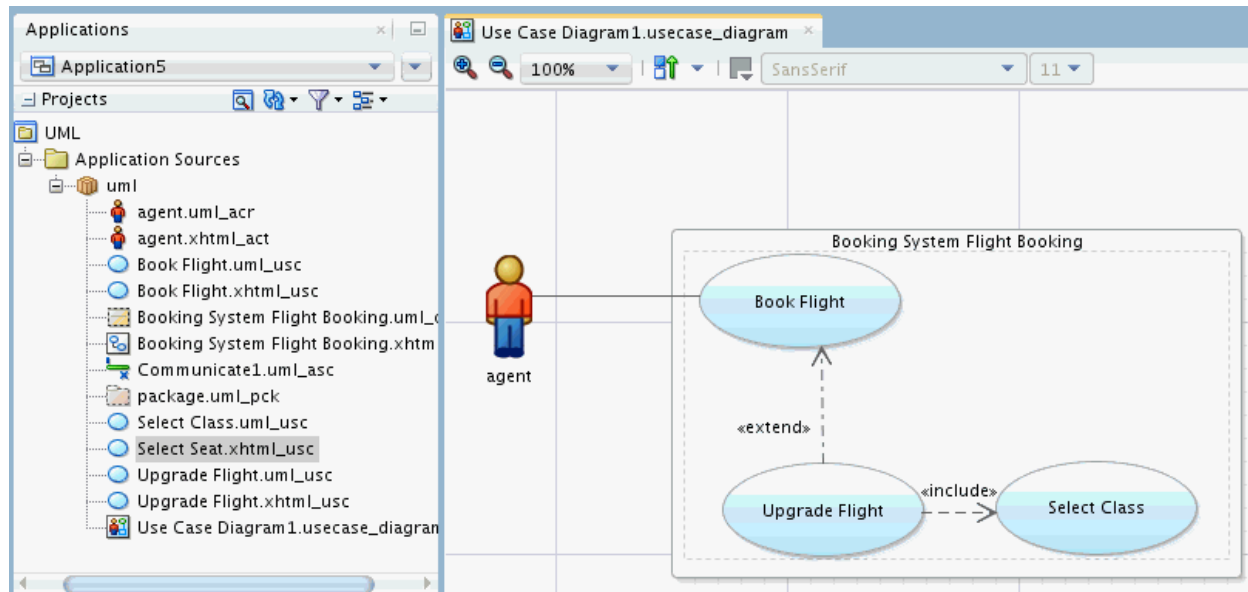 Applications
Application5
Projects
UML
Application Sources
uml
agent.uml_acr
agent.xhtml_act
Book Flight.uml_usc
Book Flight.xhtml_usc
Booking System Flight Booking.uml_
Booking System Flight Booking.xhtm
Communicate1.uml_asc
package.uml_pck
Select Class.uml_usc
Select Seat.xhtml_usc
Upgrade Flight.uml_usc
Upgrade Flight.xhtml_usc
Use Case Diagram1.usecase_diagram
Use Case Diagram1.usecase_diagram
100%
SansSerif
11
Booking System Flight Booking
Book Flight
agent
«extend»
«include»
Upgrade Flight
Select Class